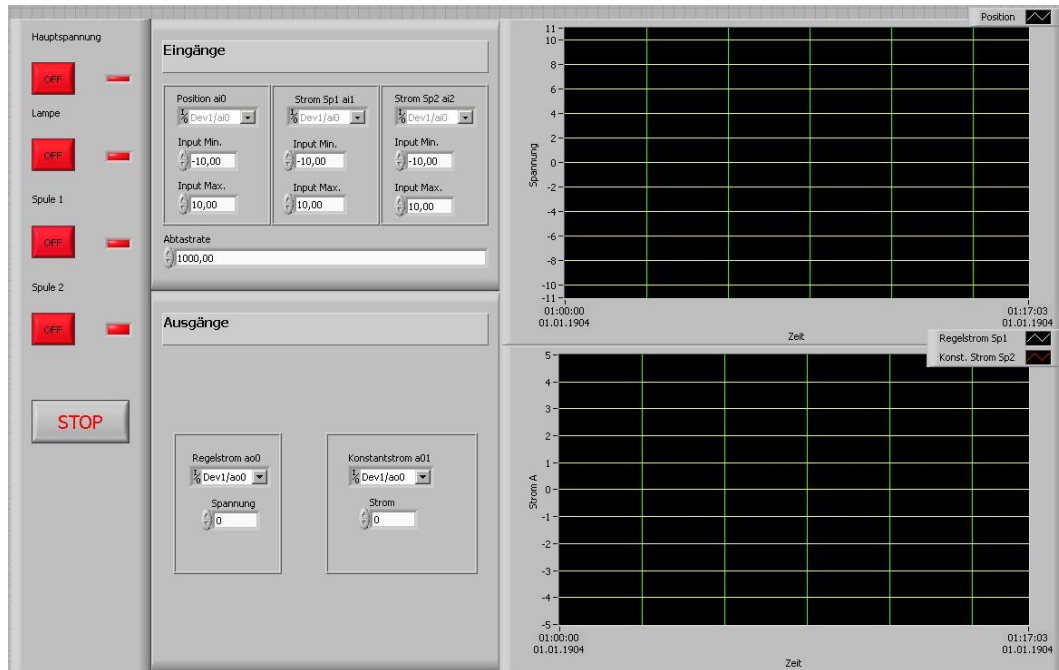 Hauptspannung
OFF
Lampe
OFF
Spule 1
OFF
Spule 2
OFF
STOP
Eingänge
Position ai0
Dev1/ai0
Input Min.
-10,00
Input Max.
10,00
Strom Sp1 ai1
Dev1/ai0
Input Min.
-10,00
Input Max.
10,00
Strom Sp2 ai2
Dev1/ai0
Input Min.
-10,00
Input Max.
10,00
Abtastrate
1000,00
Ausgänge
Regelstrom ao0
Dev1/ao0
Spannung
0
Konstantstrom a01
Dev1/ao0
Strom
0
Position
Spannung
11
10
8
6
4
2
0
-2
-4
-6
-8
-10
-11
01:00:00
01.01.1904
01:17:03
01.01.1904
Zeit
Regelstrom Sp1
Konst. Strom Sp2
Strom A
5
4
3
2
1
0
-1
-2
-3
-4
-5
01:00:00
01.01.1904
01:17:03
01.01.1904
Zeit